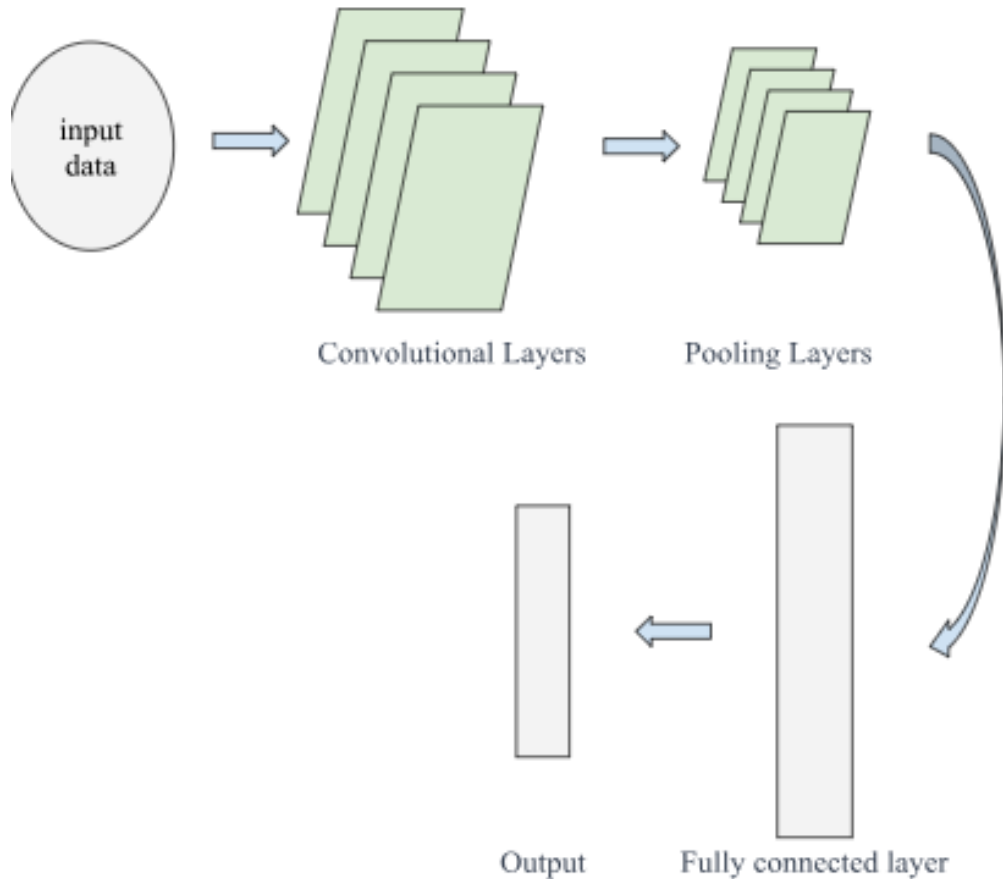 input
data
Convolutional Layers
Pooling Layers
Output
Fully connected layer